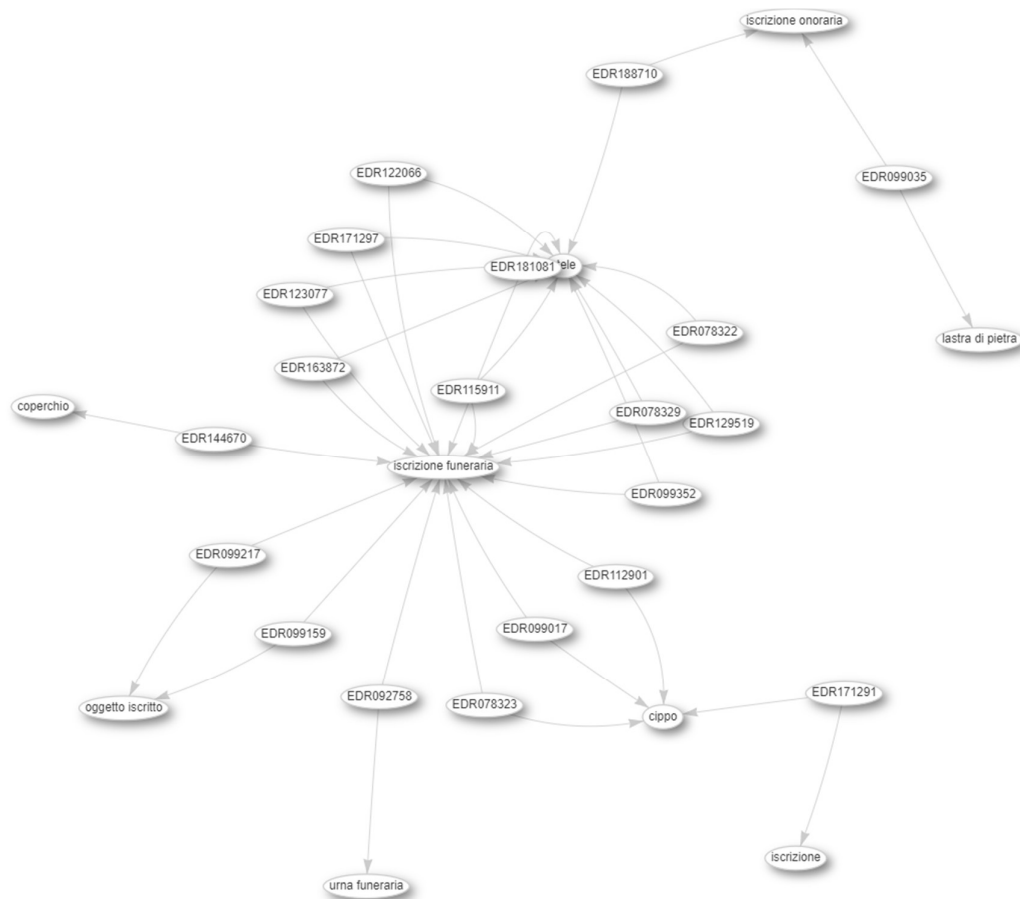 iscrizione onoraria
EDR188710
EDR122066
EDR099035
EDR171297
EDR181081
EDR123077
EDR078322
lastra di pietra
EDR163872
EDR115911
coperchio
EDR078329
EDR129519
EDR144670
iscrizione funeraria
EDR099352
EDR099217
EDR112901
EDR099159
EDR099017
EDR092758
EDR171291
EDR078323
oggetto iscritto
cippo
iscrizione
urna funeraria